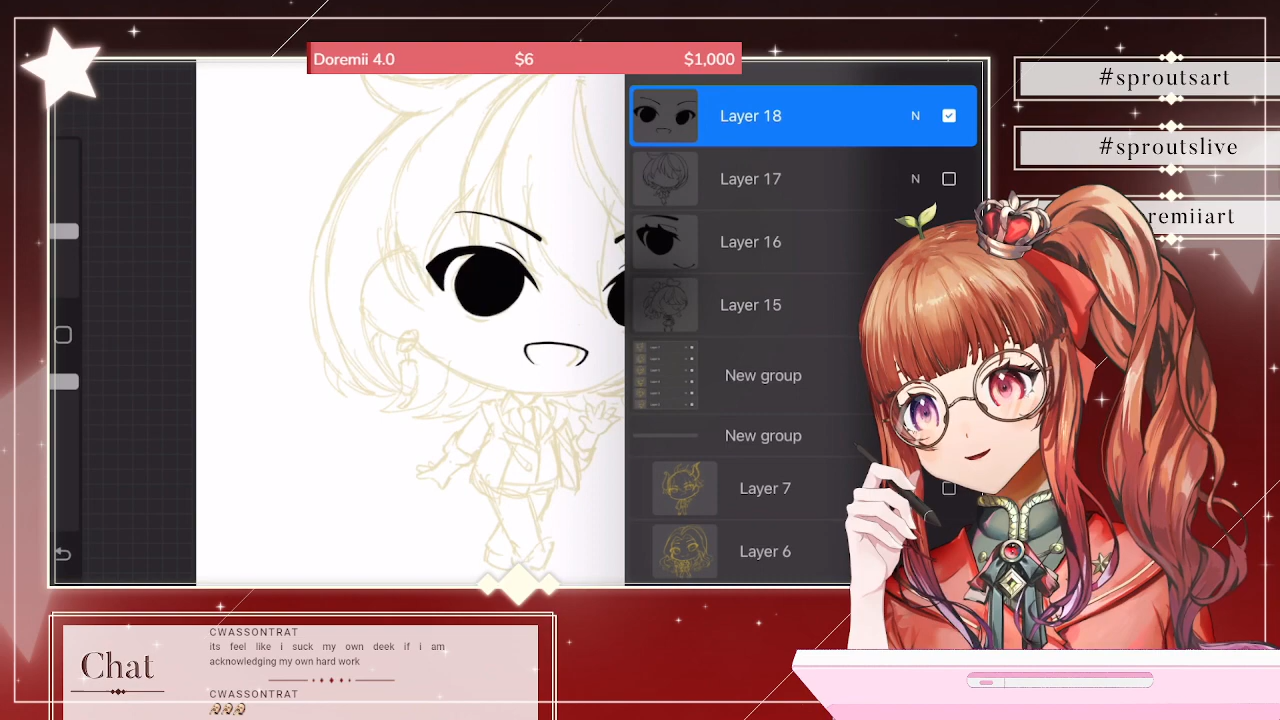 Doremii 4.0 $6 $1,000
#sproutsart
#sproutslive
remiiart
Layer 18 N
Layer 17 N
Layer 16
Layer 15
New group
New group
Layer 7
Layer 6
Chat
CWASSONTRAT
its feel like i suck my own deek if i am
acknowledging my own hard work
CWASSONTRAT